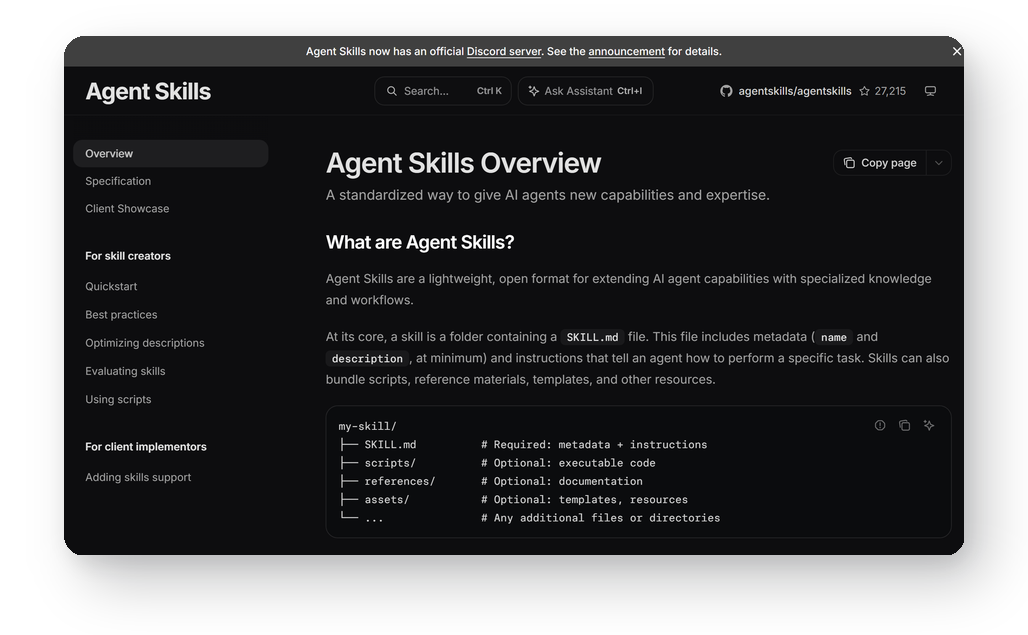 Agent Skills now has an official Discord server. See the announcement for details.
Agent Skills
Search...
Ctrl K
Ask Assistant
Ctrl+I
agentskills/agentskills
27,215
Overview
Specification
Client Showcase
For skill creators
Quickstart
Best practices
Optimizing descriptions
Evaluating skills
Using scripts
For client implementors
Adding skills support
Agent Skills Overview
Copy page
A standardized way to give AI agents new capabilities and expertise.
What are Agent Skills?
Agent Skills are a lightweight, open format for extending AI agent capabilities with specialized knowledge
and workflows.
At its core, a skill is a folder containing a SKILL.md file. This file includes metadata (name and
description, at minimum) and instructions that tell an agent how to perform a specific task. Skills can also
bundle scripts, reference materials, templates, and other resources.
my-skill/
├── SKILL.md          # Required: metadata + instructions
├── scripts/          # Optional: executable code
├── references/       # Optional: documentation
├── assets/           # Optional: templates, resources
└── ...               # Any additional files or directories